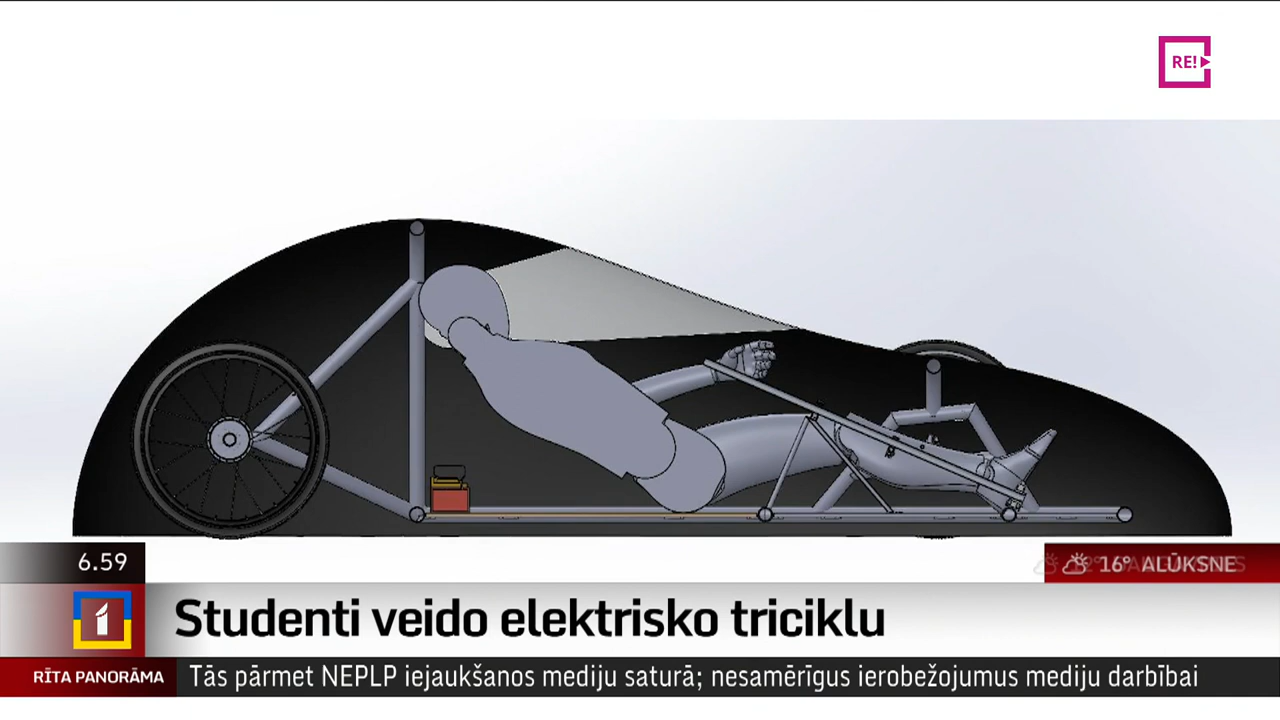 RE!
6.59
16° ALŪKSNE
1
Studenti veido elektrisko triciklu
RĪTA PANORĀMA
Tās pārmet NEPLP iejaukšanos mediju saturā; nesamērīgus ierobežojumus mediju darbībai